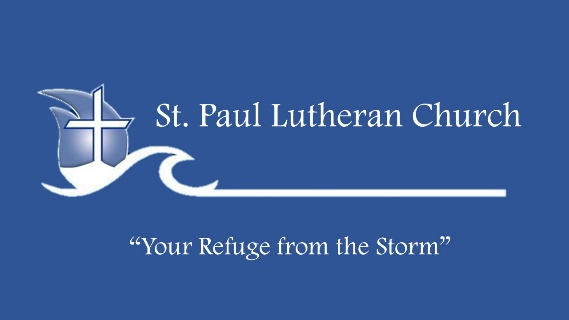 St. Paul Lutheran Church
“Your Refuge from the Storm”